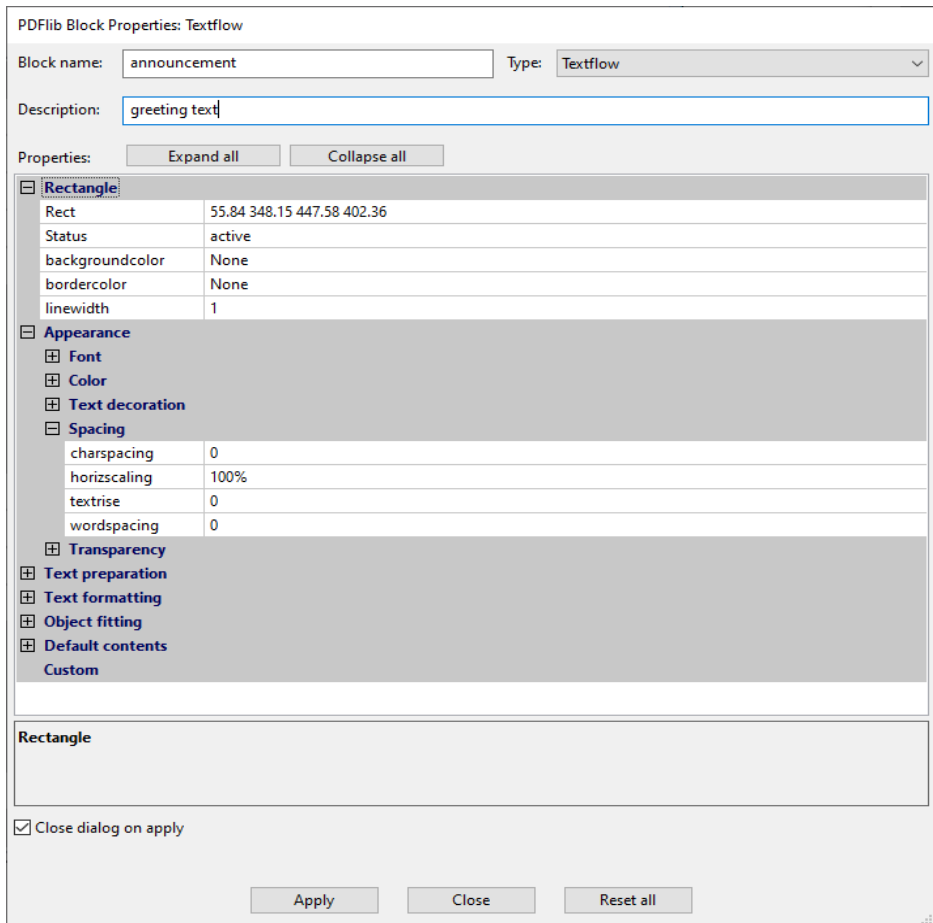 PDFlib Block Properties: Textflow
Block name: announcement Type: Textflow
Description: greeting text
Properties: Expand all Collapse all
Rectangle
Rect 55.84 348.15 447.58 402.36
Status active
backgroundcolor None
bordercolor None
linewidth 1
Appearance
Font
Color
Text decoration
Spacing
charspacing 0
horizscaling 100%
textrise 0
wordspacing 0
Transparency
Text preparation
Text formatting
Object fitting
Default contents
Custom
Rectangle
Close dialog on apply
Apply Close Reset all